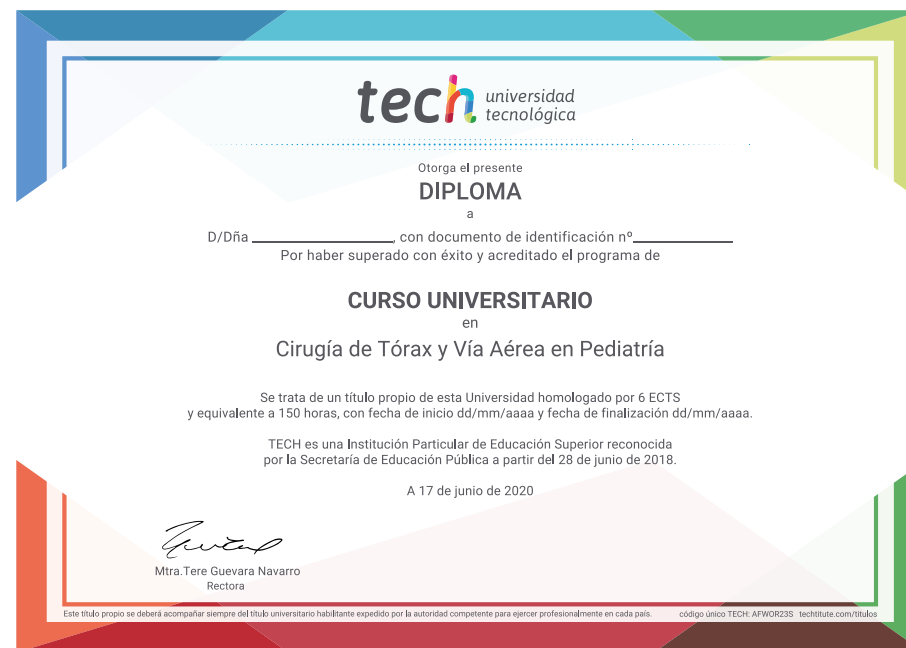 tech universidad
tecnológica
Otorga el presente
DIPLOMA
a
D/Dña ____________________, con documento de identificación nº______________
Por haber superado con éxito y acreditado el programa de
CURSO UNIVERSITARIO
en
Cirugía de Tórax y Vía Aérea en Pediatría
Se trata de un título propio de esta Universidad homologado por 6 ECTS
y equivalente a 150 horas, con fecha de inicio dd/mm/aaaa y fecha de finalización dd/mm/aaaa.
TECH es una Institución Particular de Educación Superior reconocida
por la Secretaría de Educación Pública a partir del 28 de junio de 2018.
A 17 de junio de 2020
Mtra.Tere Guevara Navarro
Rectora
Este título propio se deberá acompañar siempre del título universitario habilitante expedido por la autoridad competente para ejercer profesionalmente en cada país. código único TECH: AFWOR23S techtitute.com/titulos